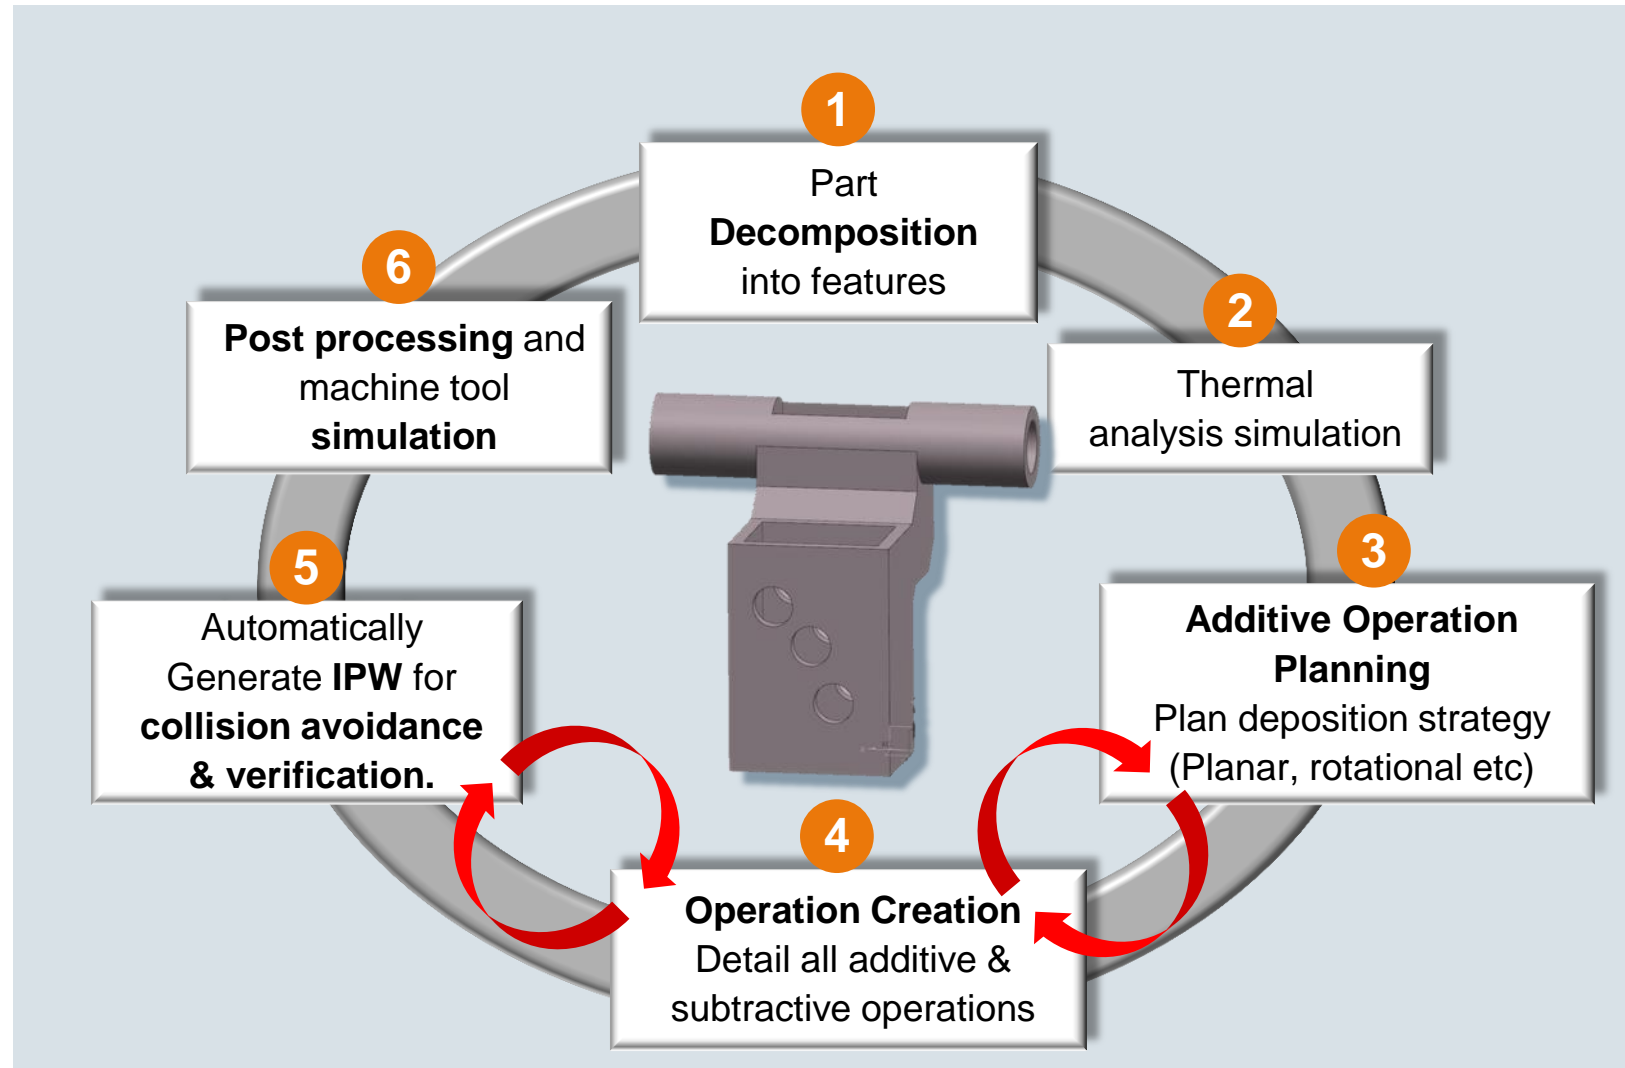 1
Part
Decomposition
into features
2
Thermal
analysis simulation
3
Additive Operation
Planning
Plan deposition strategy
(Planar, rotational etc)
4
Operation Creation
Detail all additive &
subtractive operations
5
Automatically
Generate IPW for
collision avoidance
& verification.
6
Post processing and
machine tool
simulation